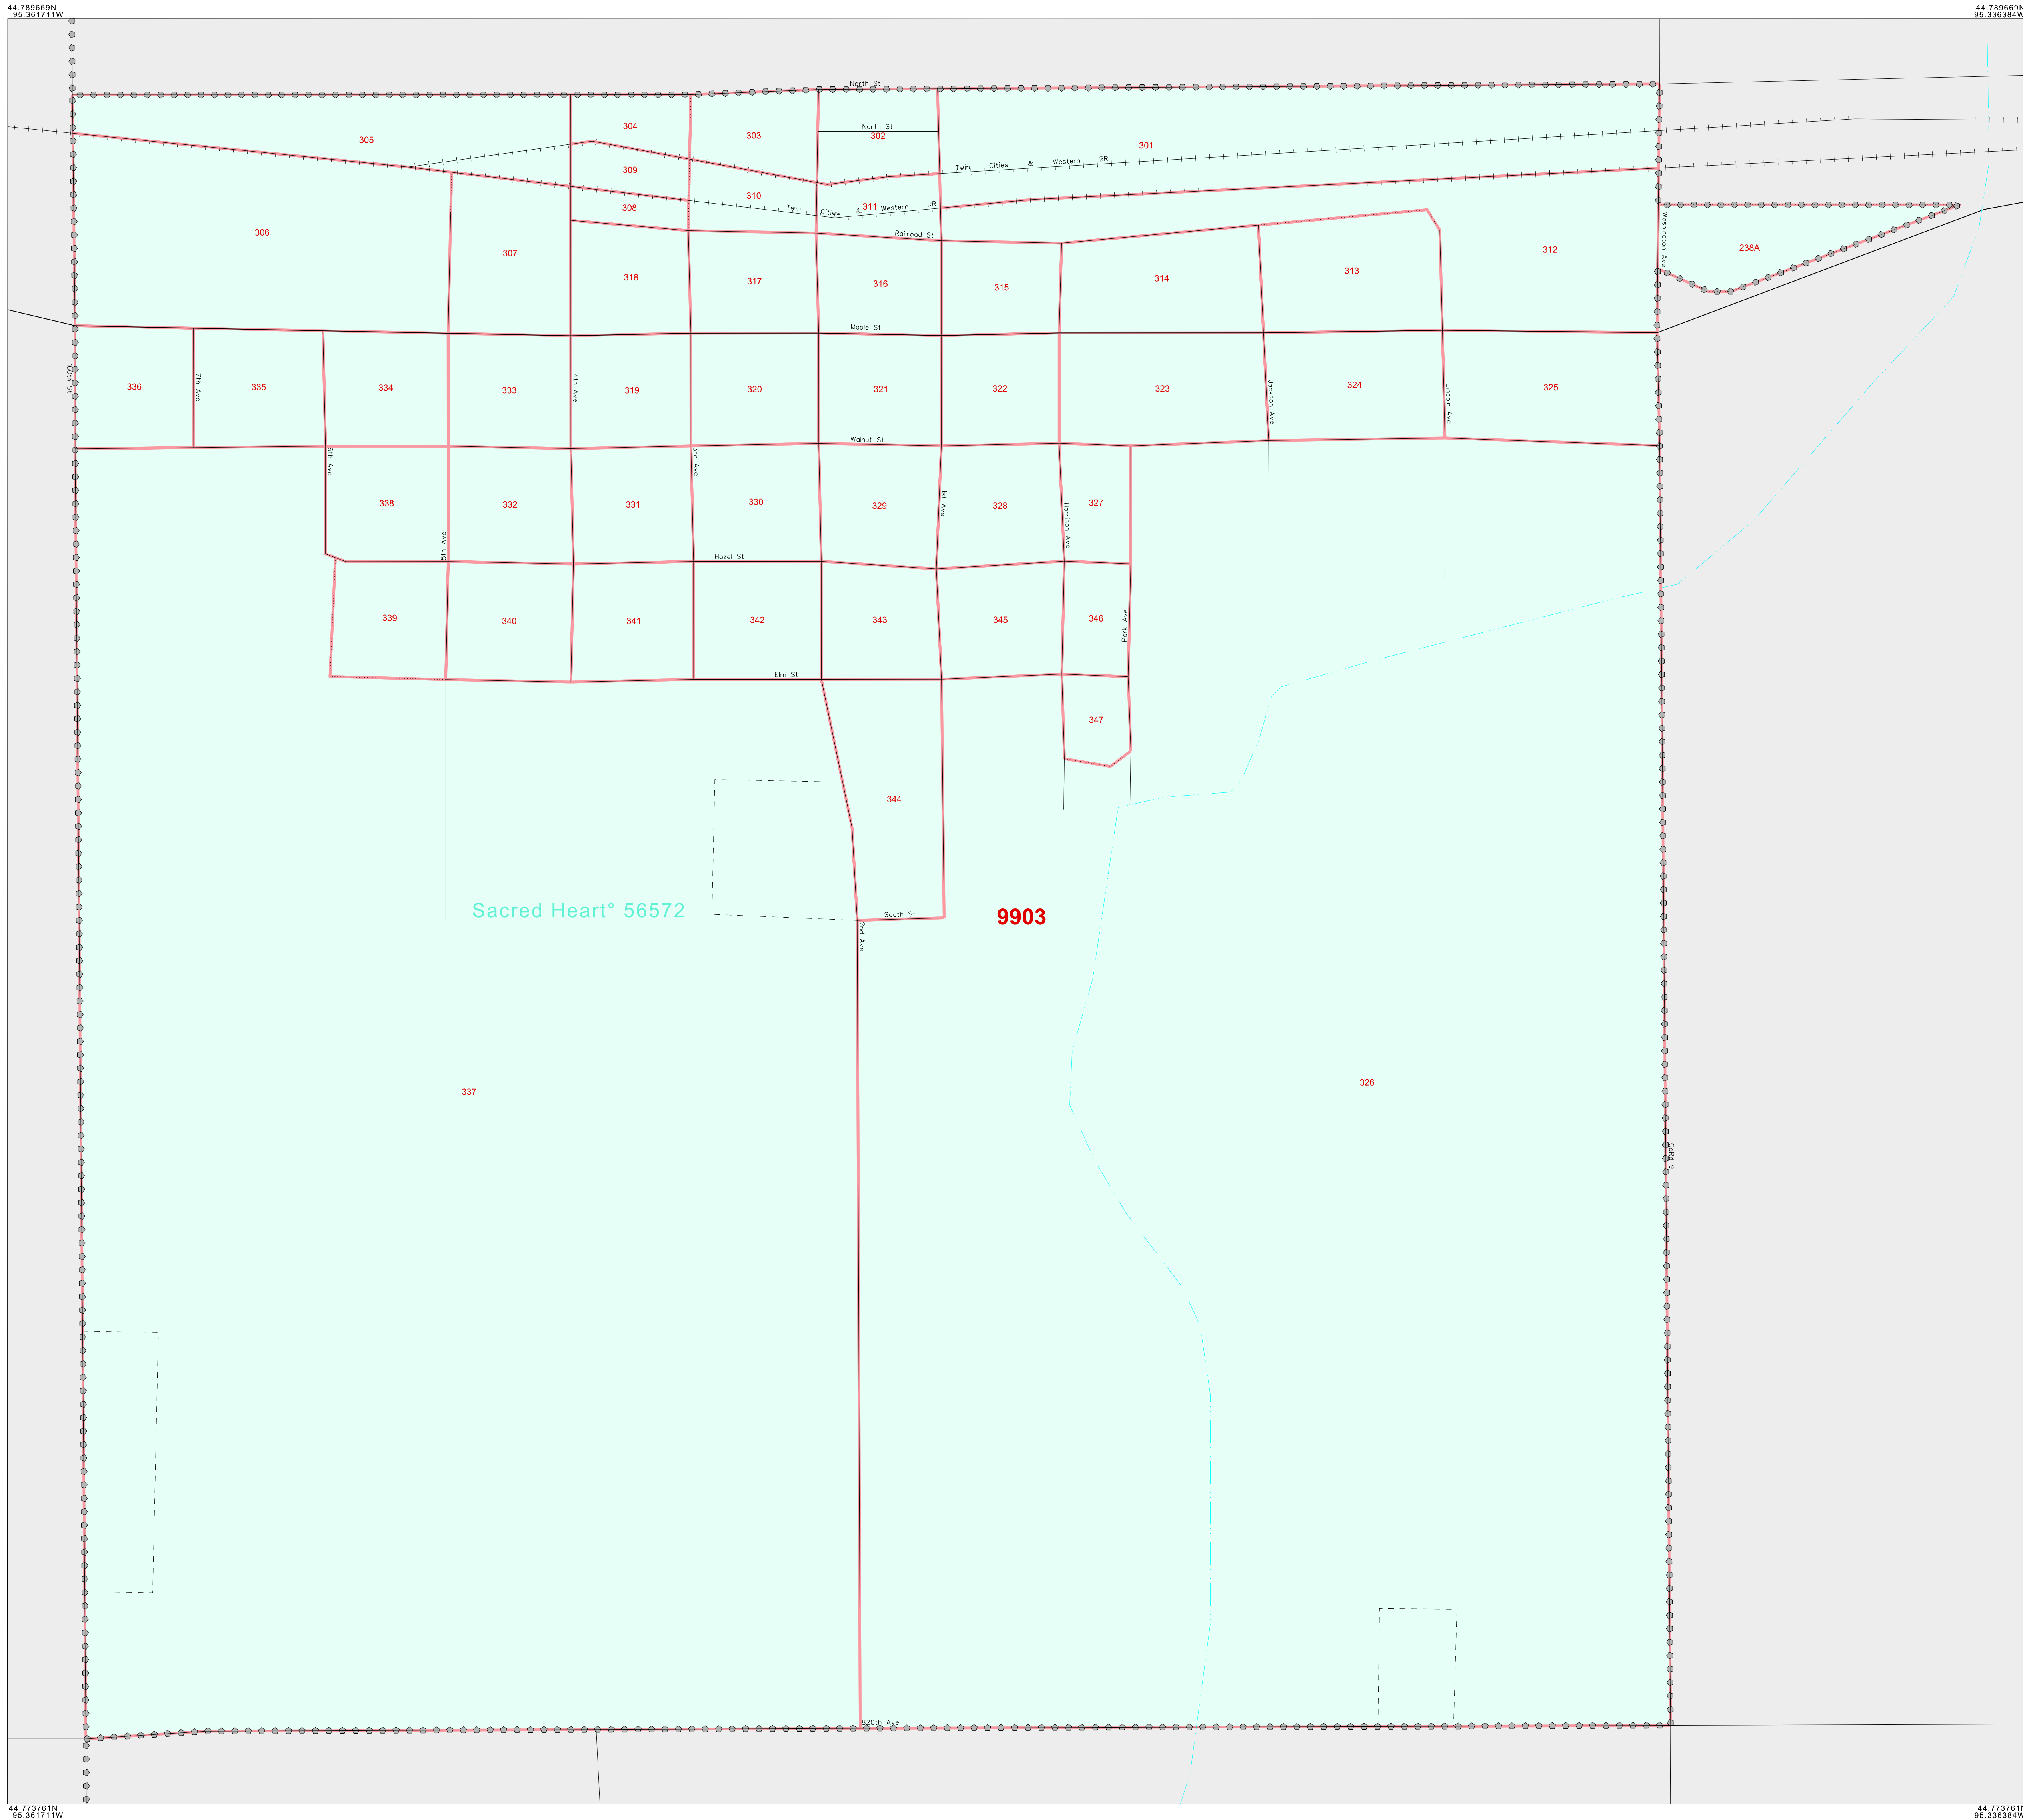 44.789669N
95.361711W
44.789669N
95.336384W
North St
304
303
North St
302
305
301
Twin Cities & Western RR
309
310
308
Twin Cities & Western RR
311
306
307
Railroad St
Washington Ave
312
238A
318
317
316
315
314
313
Maple St
160th St
336
7th Ave
335
334
333
4th Ave
319
320
321
322
323
Jackson Ave
324
Lincoln Ave
325
Walnut St
6th Ave
338
5th Ave
332
331
3rd Ave
330
329
1st Ave
328
Harrison Ave
327
Hazel St
339
340
341
342
343
345
346
Park Ave
Elm St
347
344
Sacred Heart° 56572
South St
9903
2nd Ave
337
326
CoRd 9
820th Ave
44.773761N
95.361711W
44.773761N
95.336384W